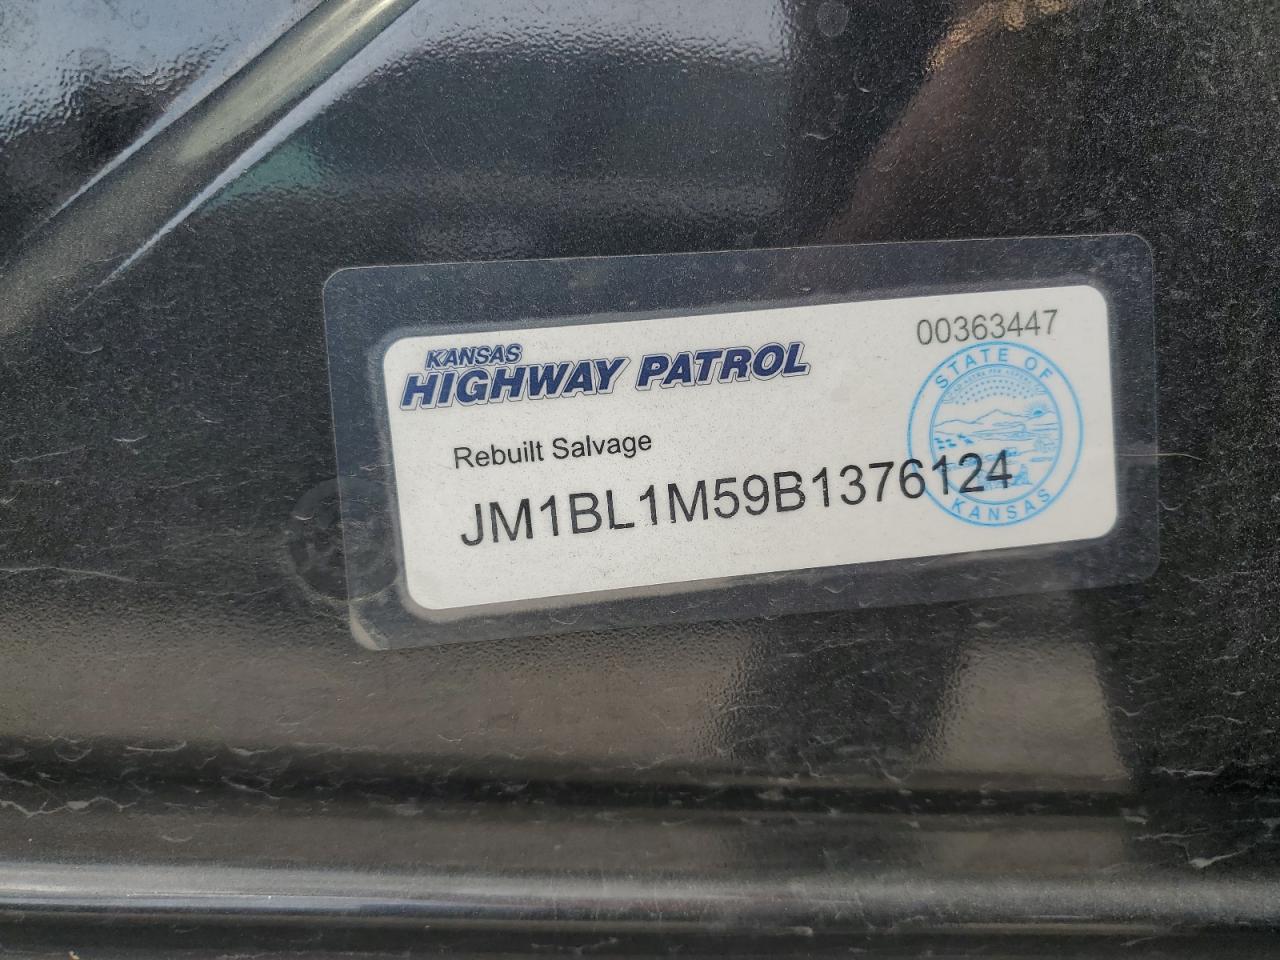 00363447
KANSAS
HIGHWAY PATROL
STATE OF
KANSAS
Rebuilt Salvage
JM1BL1M59B1376124